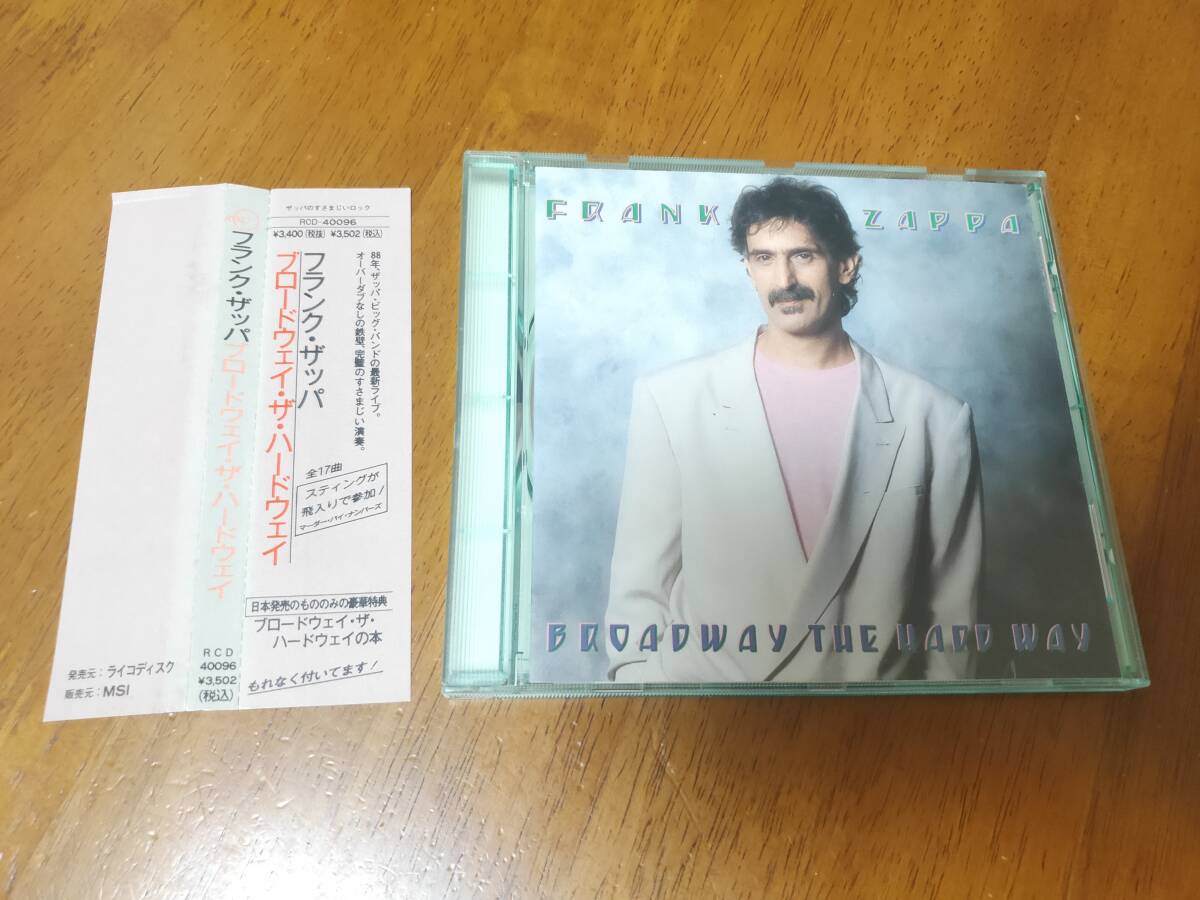 フランク・ザッパ ブロードウェイ・ザ・ハードウェイ
RCD
40096
¥3,502
(税込)
発売元:ライコディスク
販売元:MSI
ザッパのすさまじいロック
RCD-40096
¥3,400(税抜) ¥3,502(税込)
88年、ザッパ・ビッグ・バンドの最新ライブ。
オーバーダブなしの鉄壁、完璧のすさまじい演奏。
フランク・ザッパ
ブロードウェイ・ザ・ハードウェイ
全17曲
スティングが
飛入りで参加!
マーダー・バイ・ナンバーズ
日本発売のもののみの豪華特典
ブロードウェイ・ザ・
ハードウェイの本
もれなく付いてます!
FRANK ZAPPA
BROADWAY THE HARD WAY